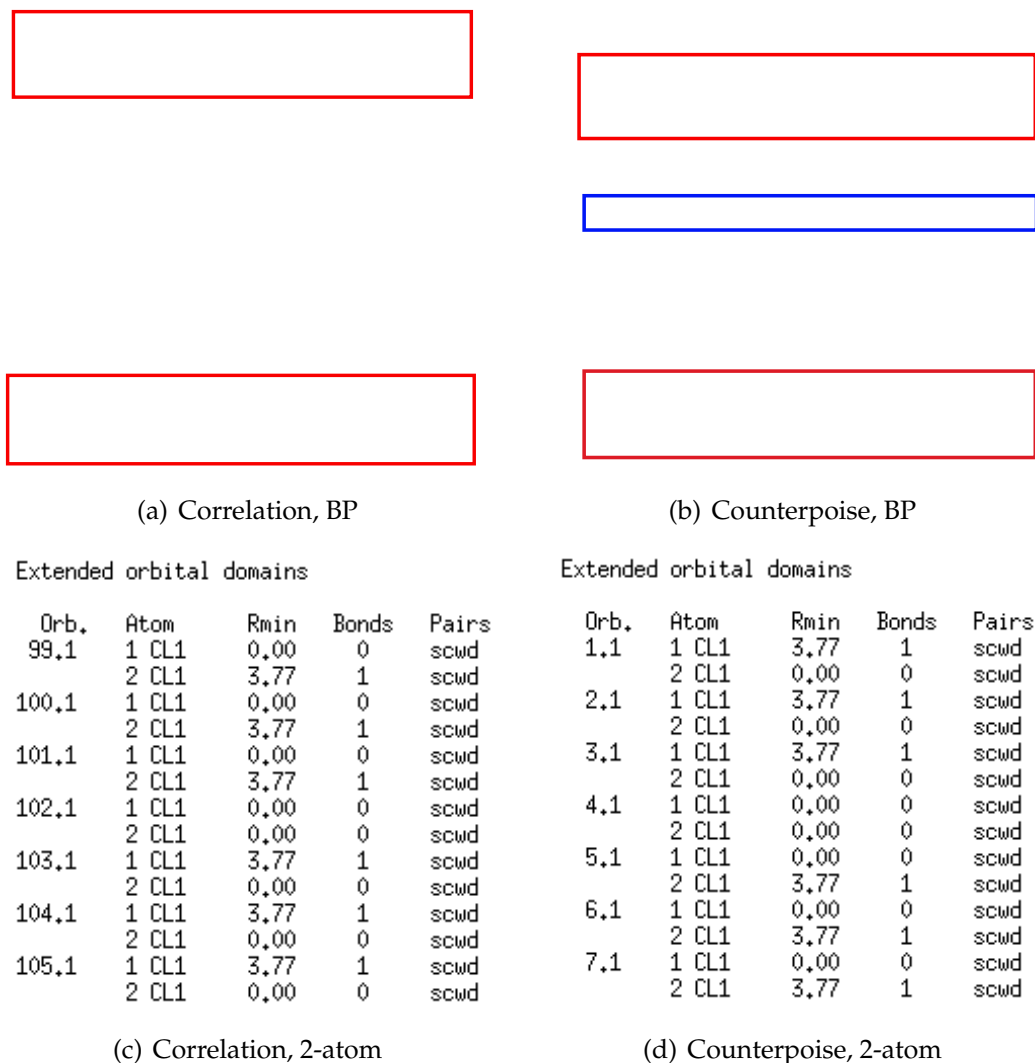 (a) Correlation, BP
(b) Counterpoise, BP
Extended orbital domains
Orb. Atom Rmin Bonds Pairs
99.1 1 CL1 0.00 0 scwd
2 CL1 3.77 1 scwd
100.1 1 CL1 0.00 0 scwd
2 CL1 3.77 1 scwd
101.1 1 CL1 0.00 0 scwd
2 CL1 3.77 1 scwd
102.1 1 CL1 0.00 0 scwd
2 CL1 0.00 0 scwd
103.1 1 CL1 3.77 1 scwd
2 CL1 0.00 0 scwd
104.1 1 CL1 3.77 1 scwd
2 CL1 0.00 0 scwd
105.1 1 CL1 3.77 1 scwd
2 CL1 0.00 0 scwd
(c) Correlation, 2-atom
Extended orbital domains
Orb. Atom Rmin Bonds Pairs
1.1 1 CL1 3.77 1 scwd
2 CL1 0.00 0 scwd
2.1 1 CL1 3.77 1 scwd
2 CL1 0.00 0 scwd
3.1 1 CL1 3.77 1 scwd
2 CL1 0.00 0 scwd
4.1 1 CL1 0.00 0 scwd
2 CL1 0.00 0 scwd
5.1 1 CL1 0.00 0 scwd
2 CL1 3.77 1 scwd
6.1 1 CL1 0.00 0 scwd
2 CL1 3.77 1 scwd
7.1 1 CL1 0.00 0 scwd
2 CL1 3.77 1 scwd
(d) Counterpoise, 2-atom